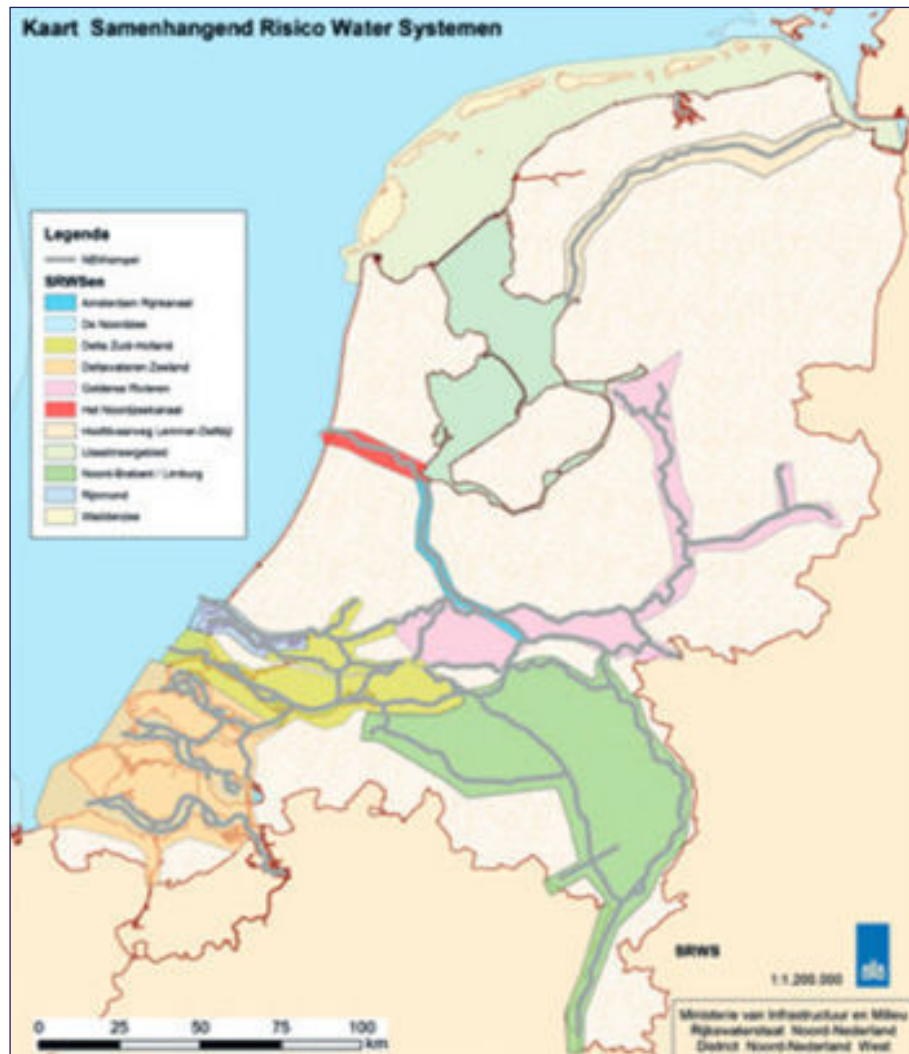 Kaart Samenhangend Risico Water Systemen
Legenda
SRWSen
Amsterdam Rijnkanaal
De Noordzee
Delta Zuid-Holland
Deltawateren Zeeland
Gelderse Rivieren
Het Noordzeekanaal
Hoofdvaarweg Lemmer-Delfzijl
IJsselmeergebied
Noord-Brabant / Limburg
Rijnmond
Waddenzee
SRWS
1:1.200.000
0 25 50 75 100
km
Ministerie van Infrastructuur en Milieu
Rijkswaterstaat Noord-Nederland
District Noord-Nederland West